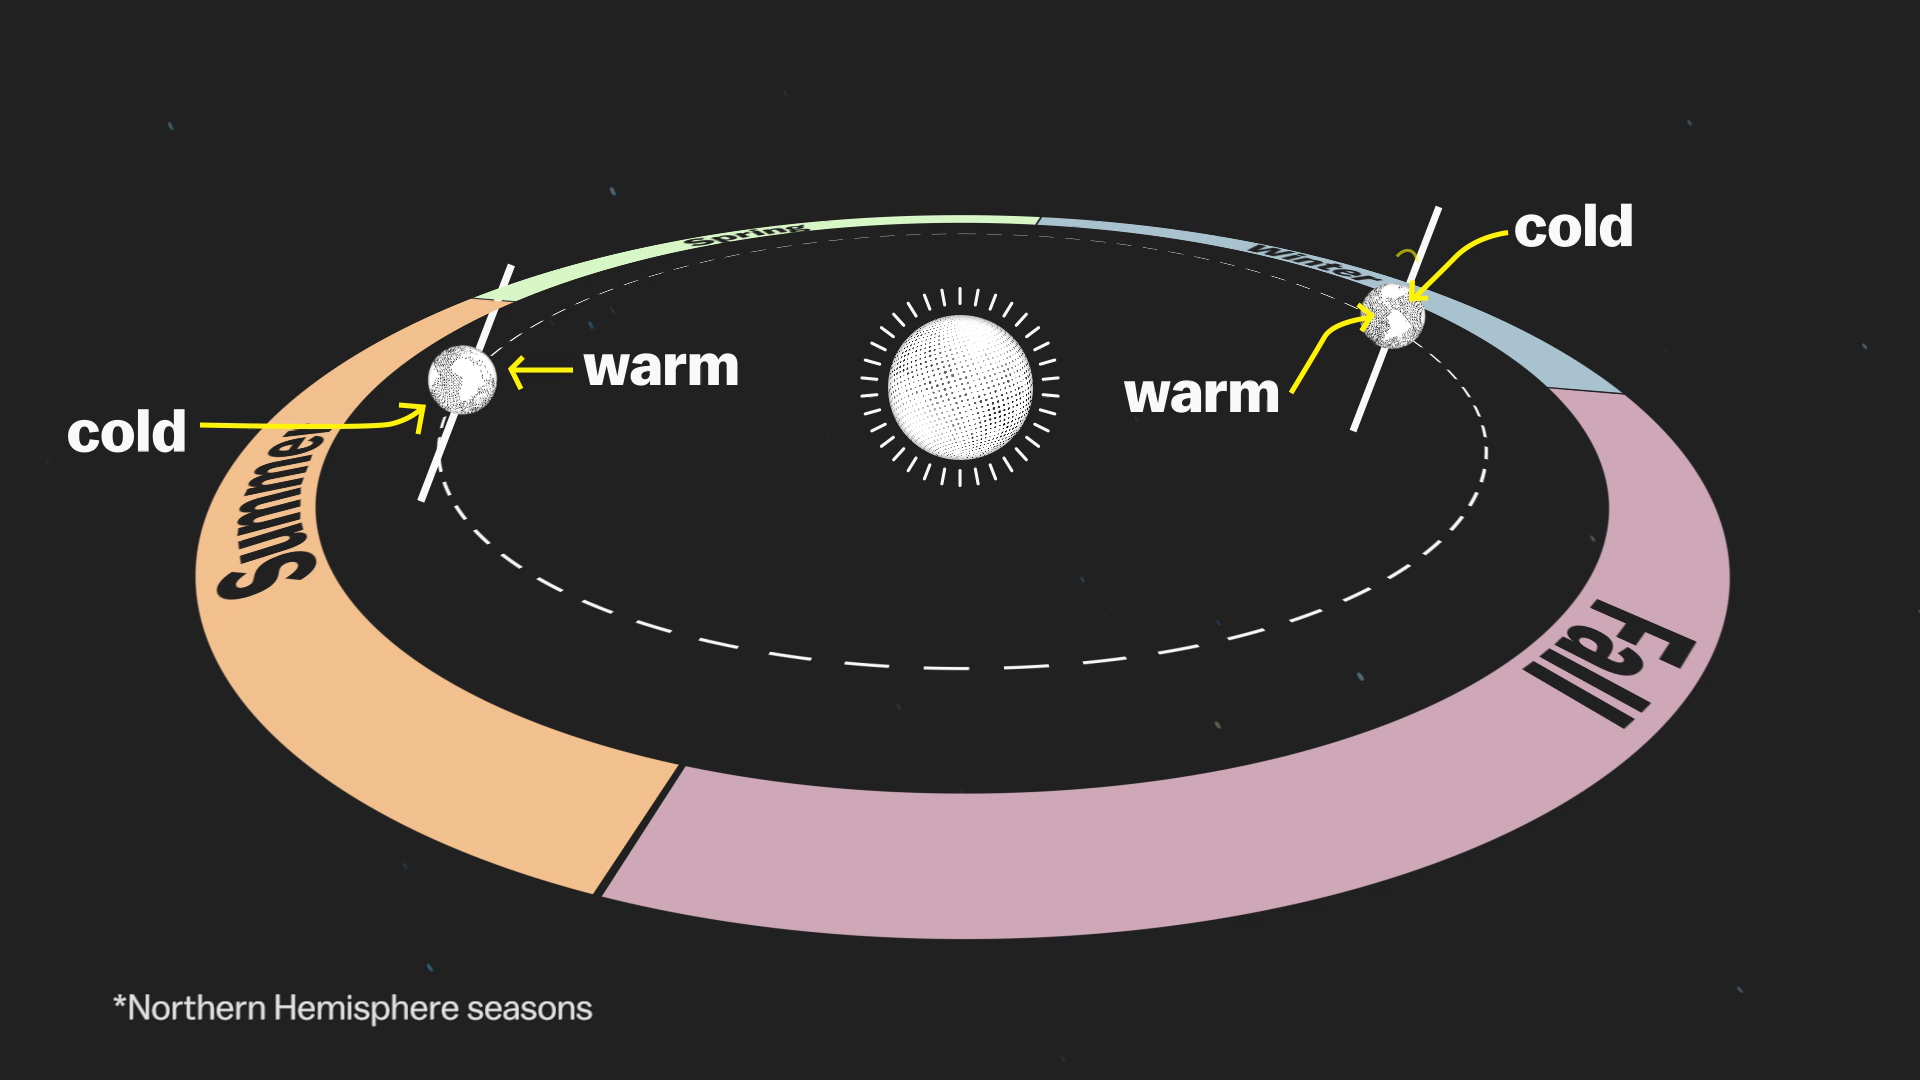 Spring
Winter
cold
warm
warm
cold
Summer
Fall
*Northern Hemisphere seasons